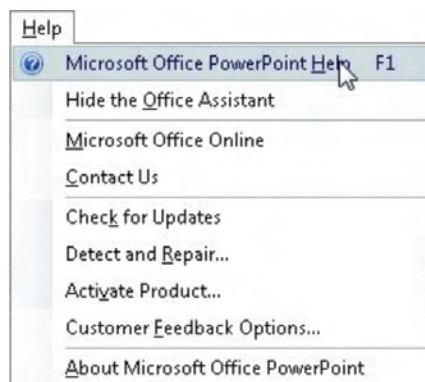 Help
Microsoft Office PowerPoint Help F1
Hide the Office Assistant
Microsoft Office Online
Contact Us
Check for Updates
Detect and Repair...
Activate Product...
Customer Feedback Options...
About Microsoft Office PowerPoint